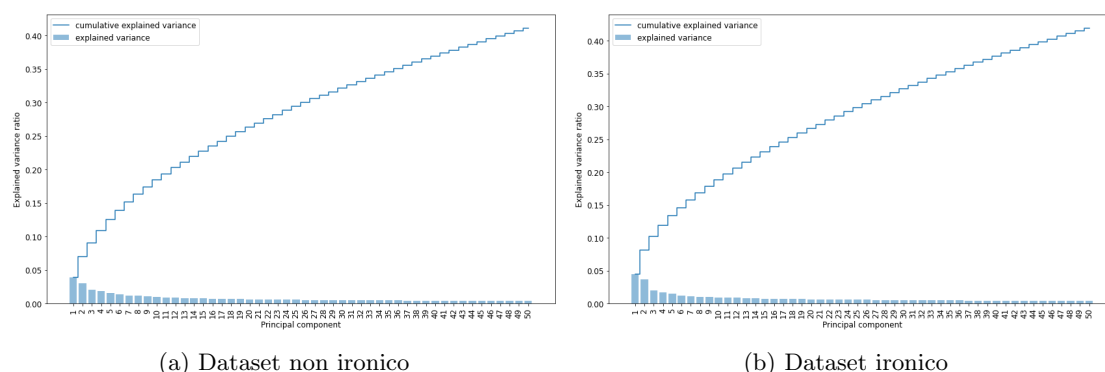 cumulative explained variance
explained variance
Explained variance ratio
0.40
0.35
0.30
0.25
0.20
0.15
0.10
0.05
0.00
1 2 3 4 5 6 7 8 9 10 11 12 13 14 15 16 17 18 19 20 21 22 23 24 25 26 27 28 29 30 31 32 33 34 35 36 37 38 39 40 41 42 43 44 45 46 47 48 49 50
Principal component
(a) Dataset non ironico
cumulative explained variance
explained variance
Explained variance ratio
0.40
0.35
0.30
0.25
0.20
0.15
0.10
0.05
0.00
1 2 3 4 5 6 7 8 9 10 11 12 13 14 15 16 17 18 19 20 21 22 23 24 25 26 27 28 29 30 31 32 33 34 35 36 37 38 39 40 41 42 43 44 45 46 47 48 49 50
Principal component
(b) Dataset ironico